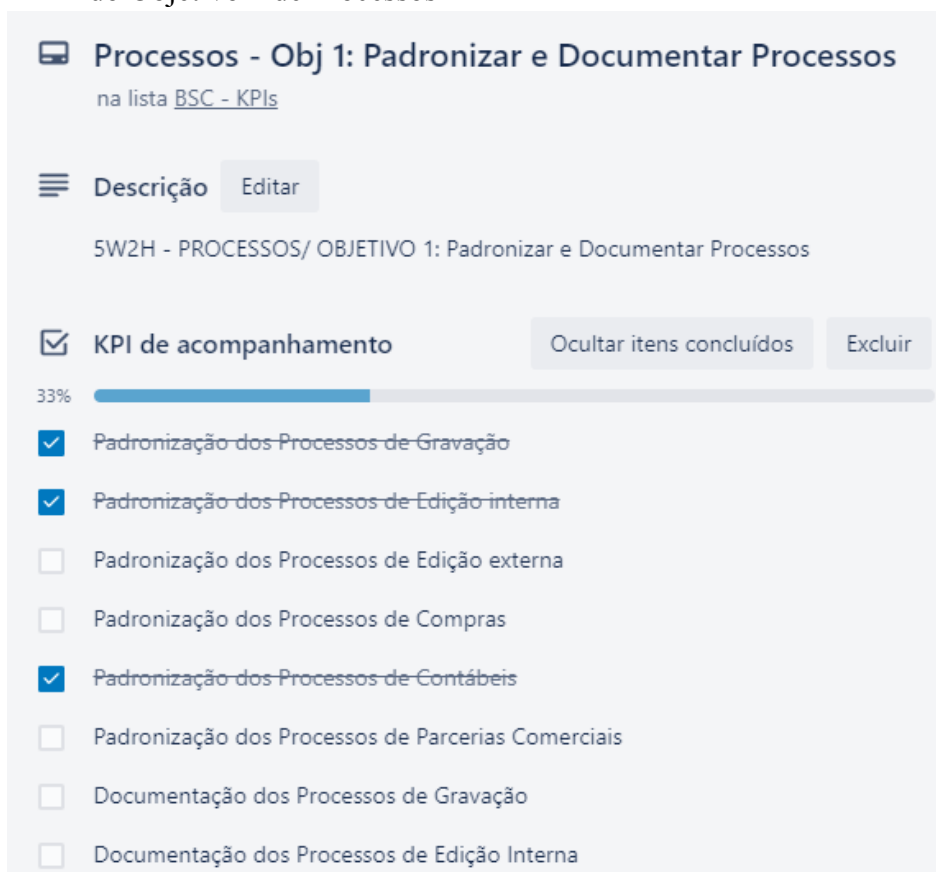 Processos - Obj 1: Padronizar e Documentar Processos
na lista BSC - KPIs
Descrição Editar
5W2H - PROCESSOS/ OBJETIVO 1: Padronizar e Documentar Processos
KPI de acompanhamento Ocultar itens concluídos Excluir
33%
Padronização dos Processos de Gravação
Padronização dos Processos de Edição interna
Padronização dos Processos de Edição externa
Padronização dos Processos de Compras
Padronização dos Processos de Contábeis
Padronização dos Processos de Parcerias Comerciais
Documentação dos Processos de Gravação
Documentação dos Processos de Edição Interna